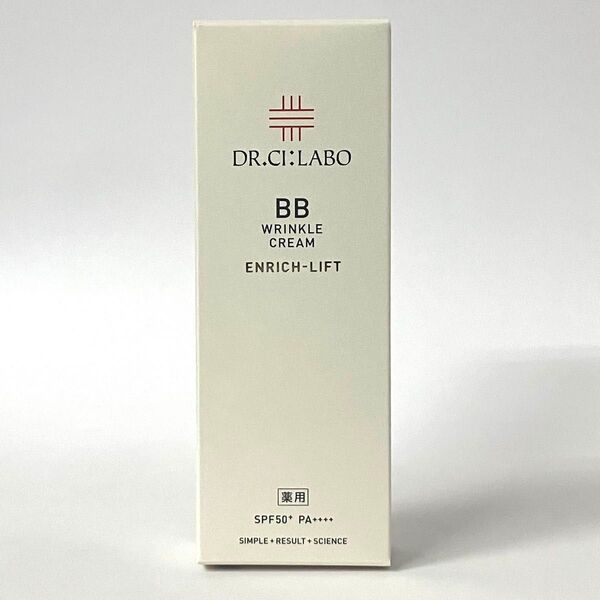 DR.CI:LABO
BB
WRINKLE
CREAM
ENRICH-LIFT
薬用
SPF50+ PA++++
SIMPLE+RESULT+SCIENCE